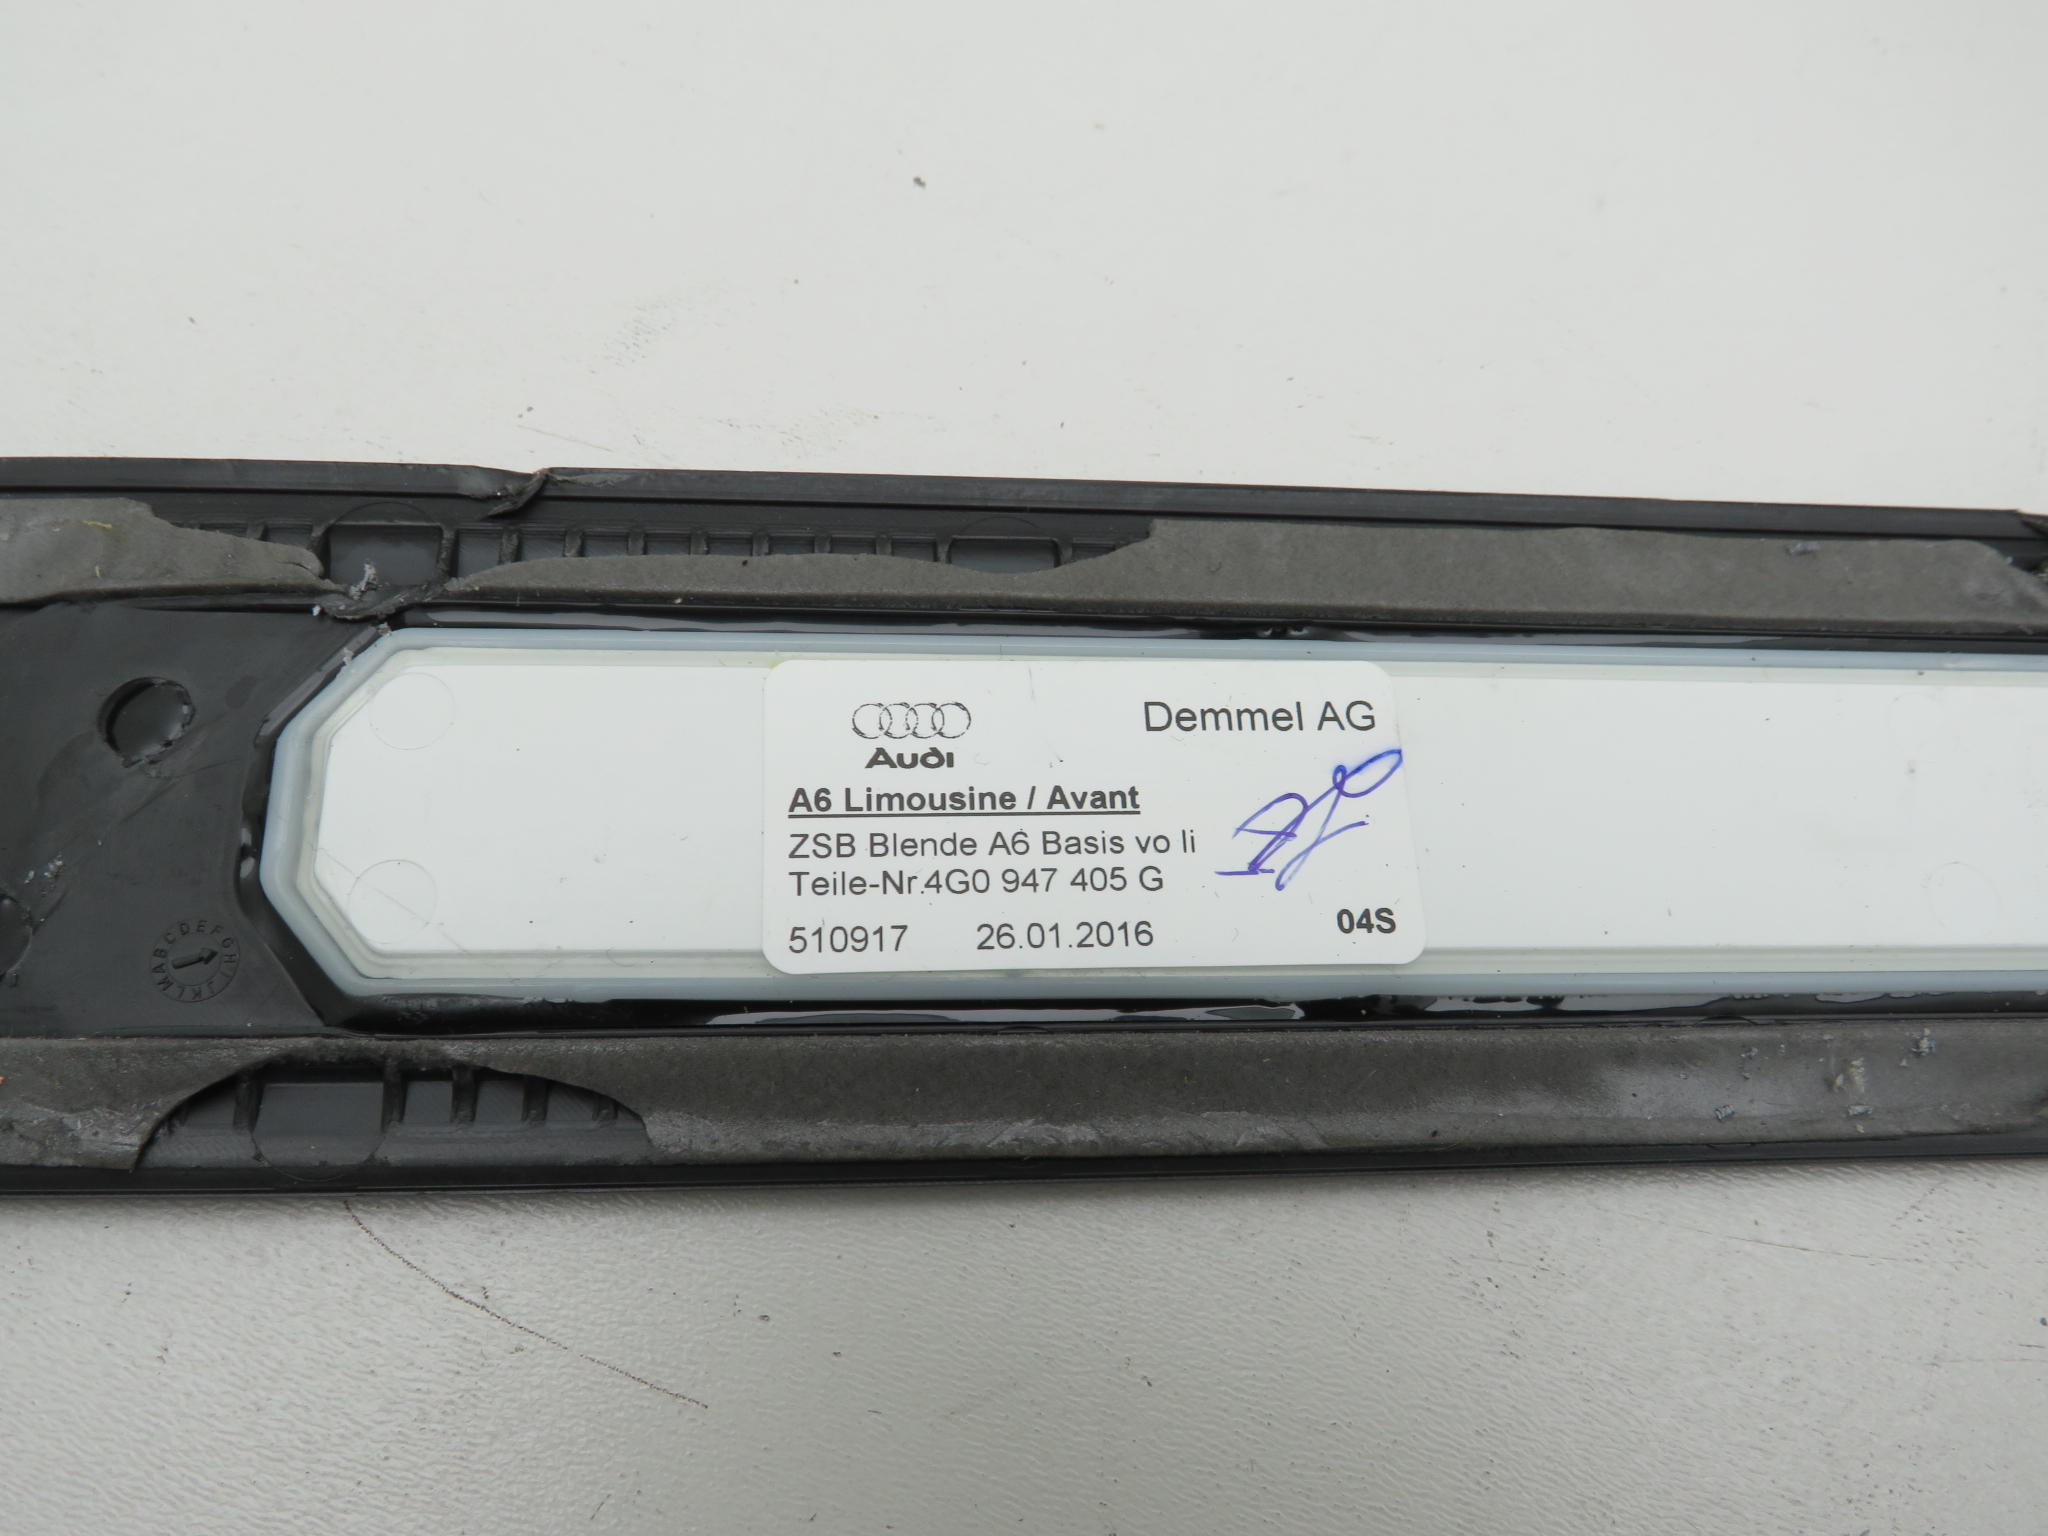 Audi
Demmel AG
A6 Limousine / Avant
ZSB Blende A6 Basis vo li
Teile-Nr.4G0 947 405 G
510917 26.01.2016 04S
ABCDEFGHIJKLM